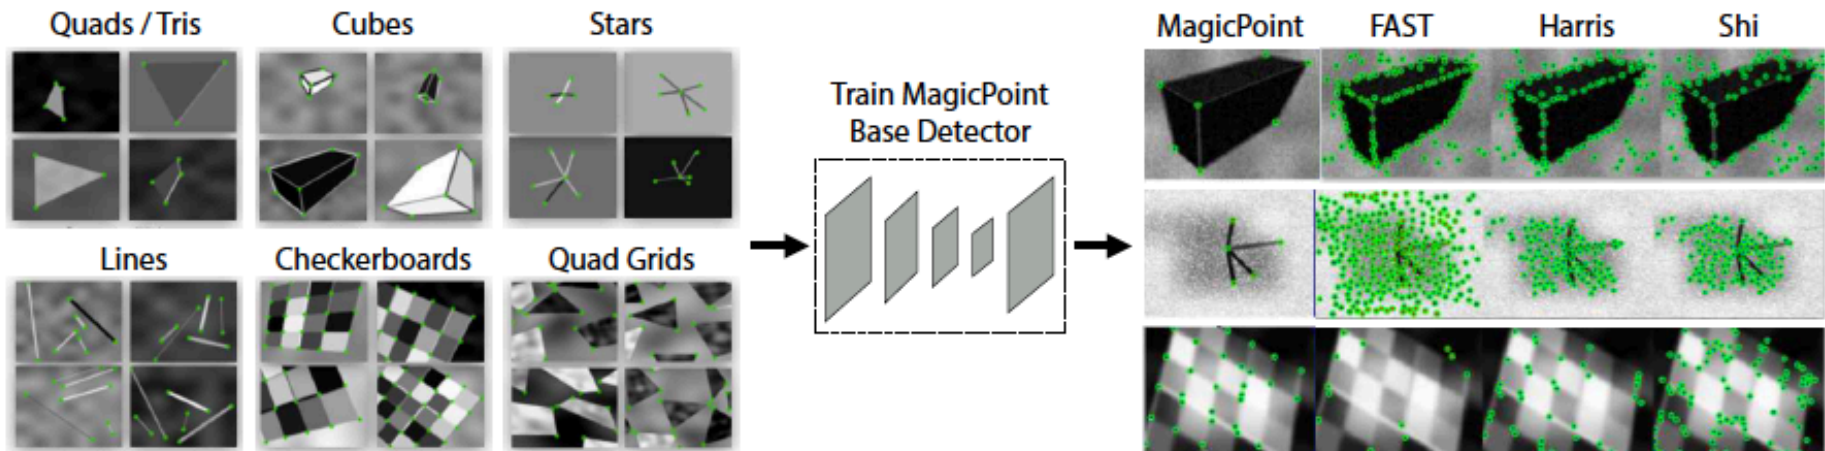 Quads / Tris
Cubes
Stars
Lines
Checkerboards
Quad Grids
Train MagicPoint
Base Detector
MagicPoint
FAST
Harris
Shi